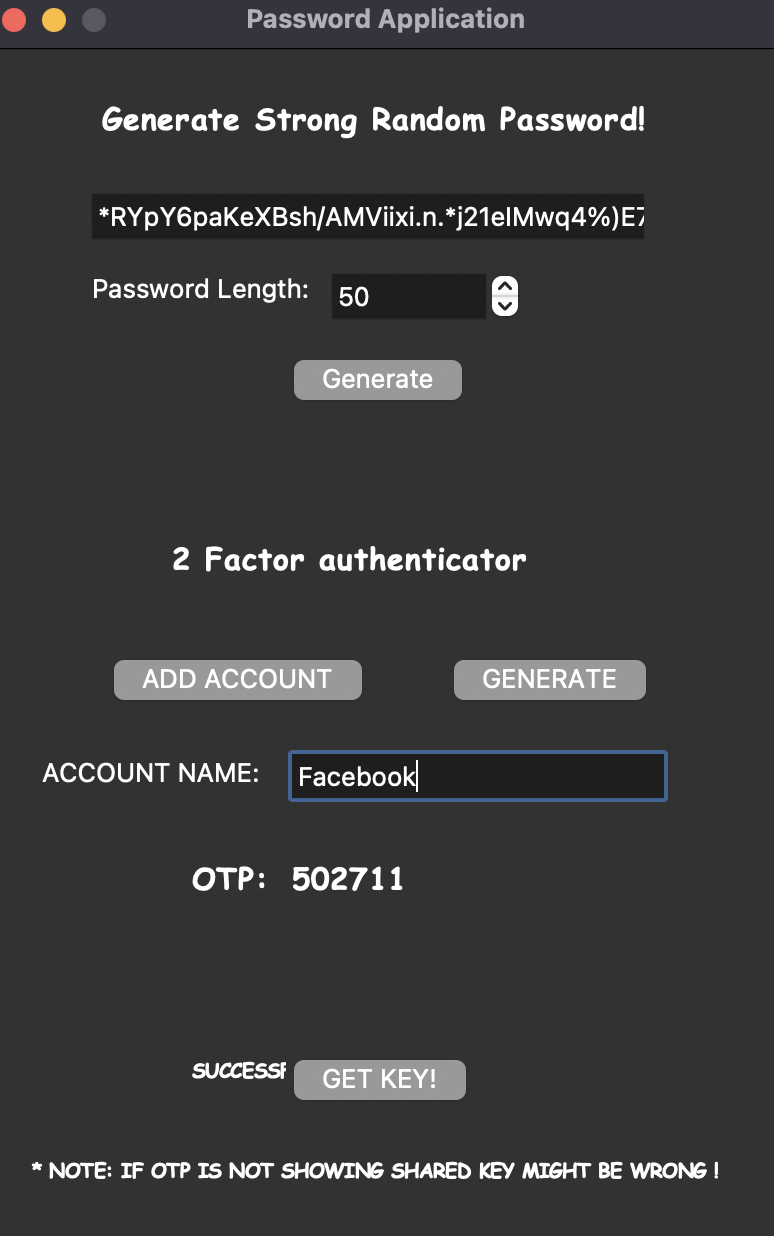 Password Application
Generate Strong Random Password!
*RYpY6paKeXBsh/AMViixi.n.*j21eIMwq4%)E7
Password Length: 50
Generate
2 Factor authenticator
ADD ACCOUNT GENERATE
ACCOUNT NAME: Facebook
OTP: 502711
SUCCESSF GET KEY!
* NOTE: IF OTP IS NOT SHOWING SHARED KEY MIGHT BE WRONG !